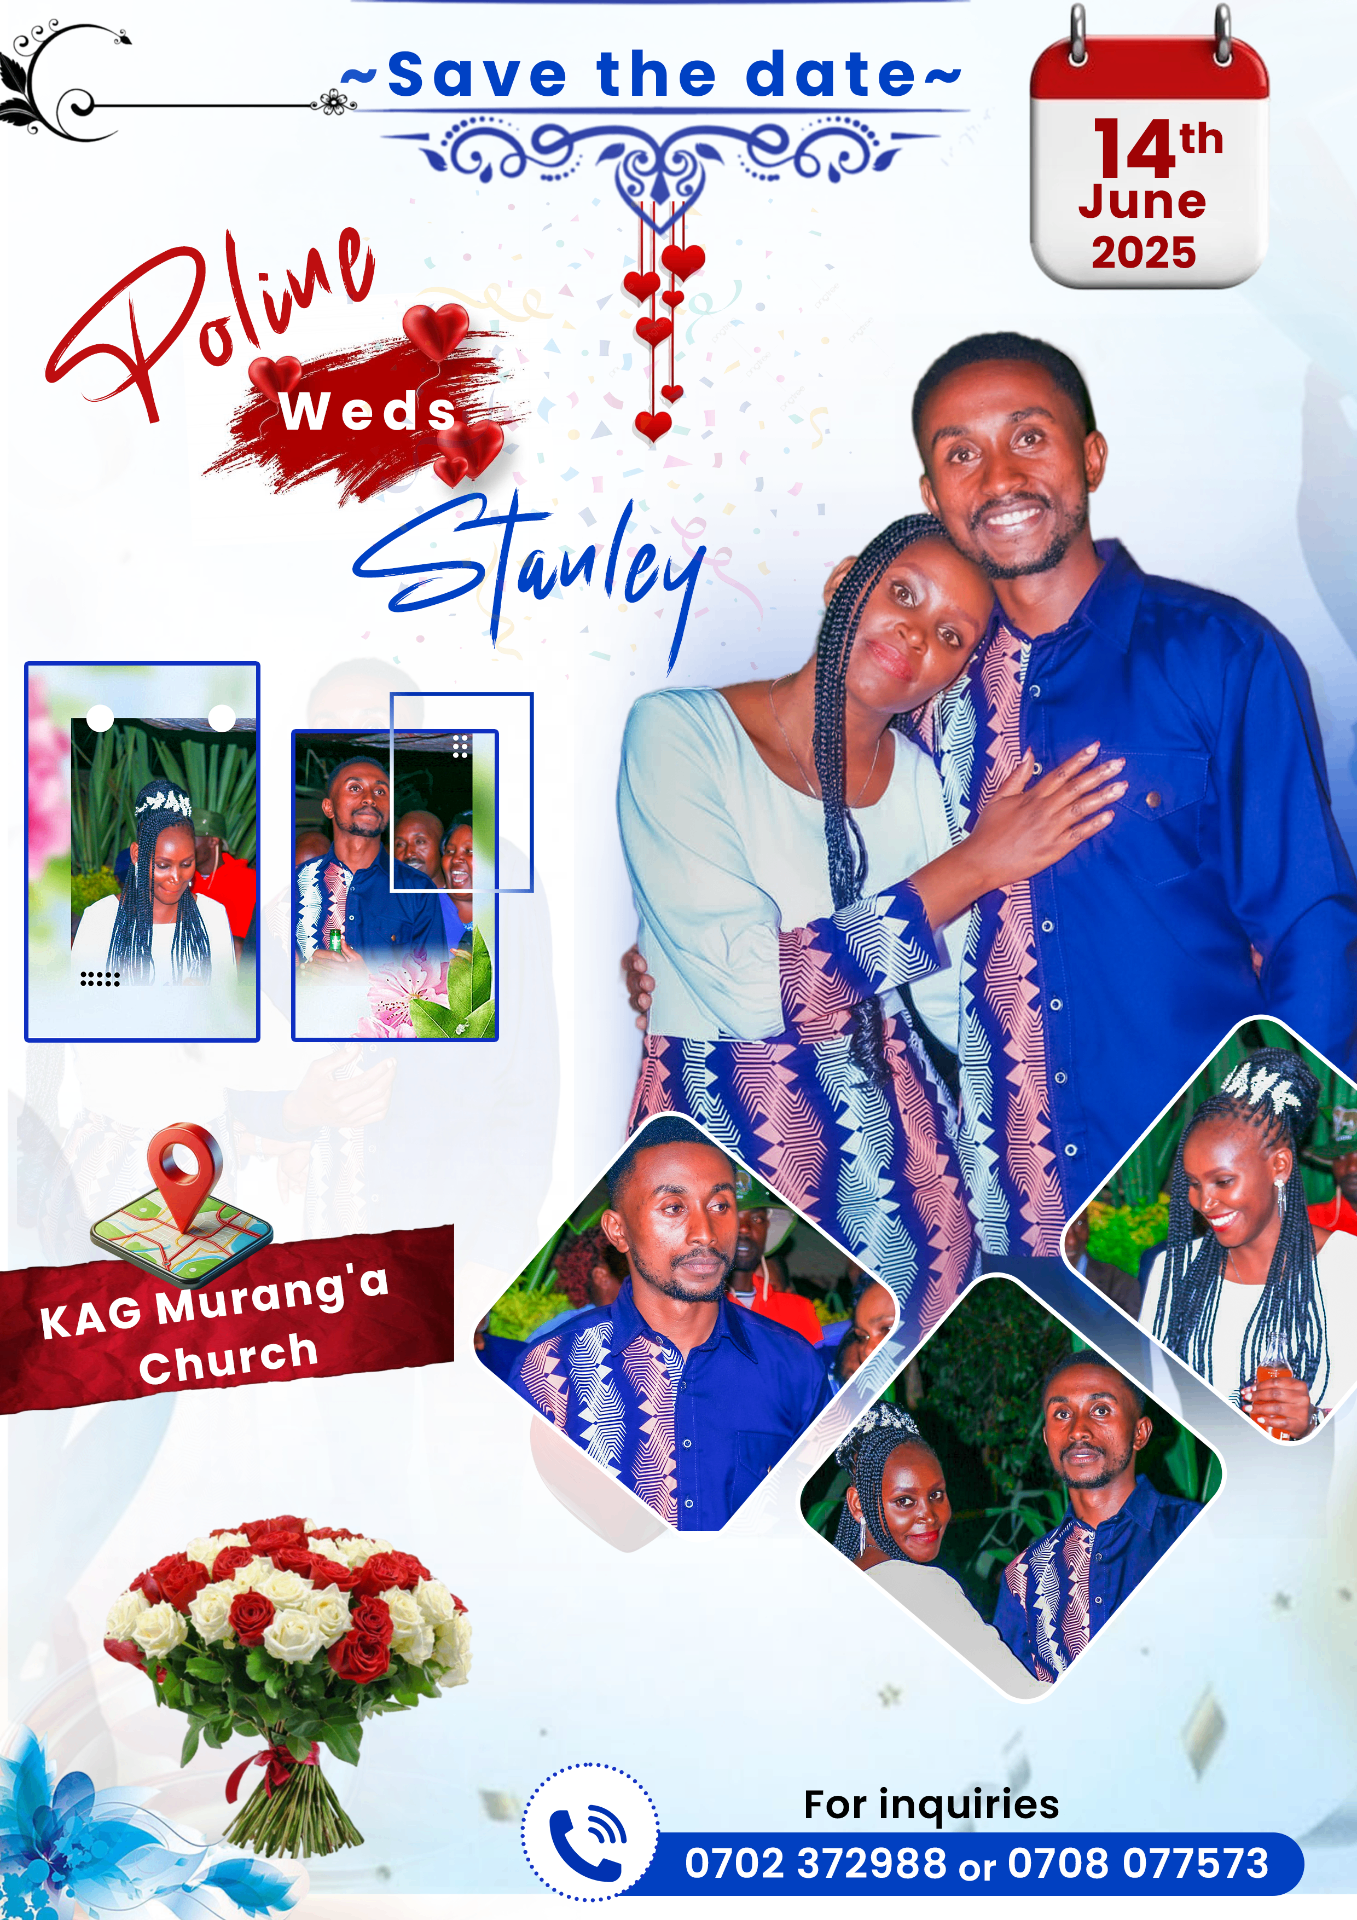 ~Save the date~
14th
June
2025
Poline
Weds
Stanley
KAG Murang'a
Church
For inquiries
0702 372988 or 0708 077573